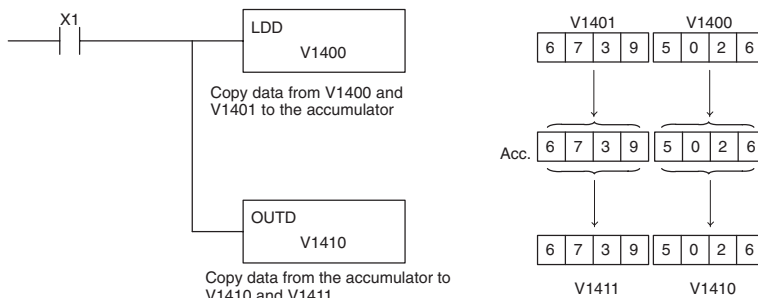 X1
LDD
V1400
Copy data from V1400 and
V1401 to the accumulator
OUTD
V1410
Copy data from the accumulator to
V1410 and V1411
V1401 V1400
6 7 3 9 5 0 2 6
Acc. 6 7 3 9 5 0 2 6
6 7 3 9 5 0 2 6
V1411 V1410